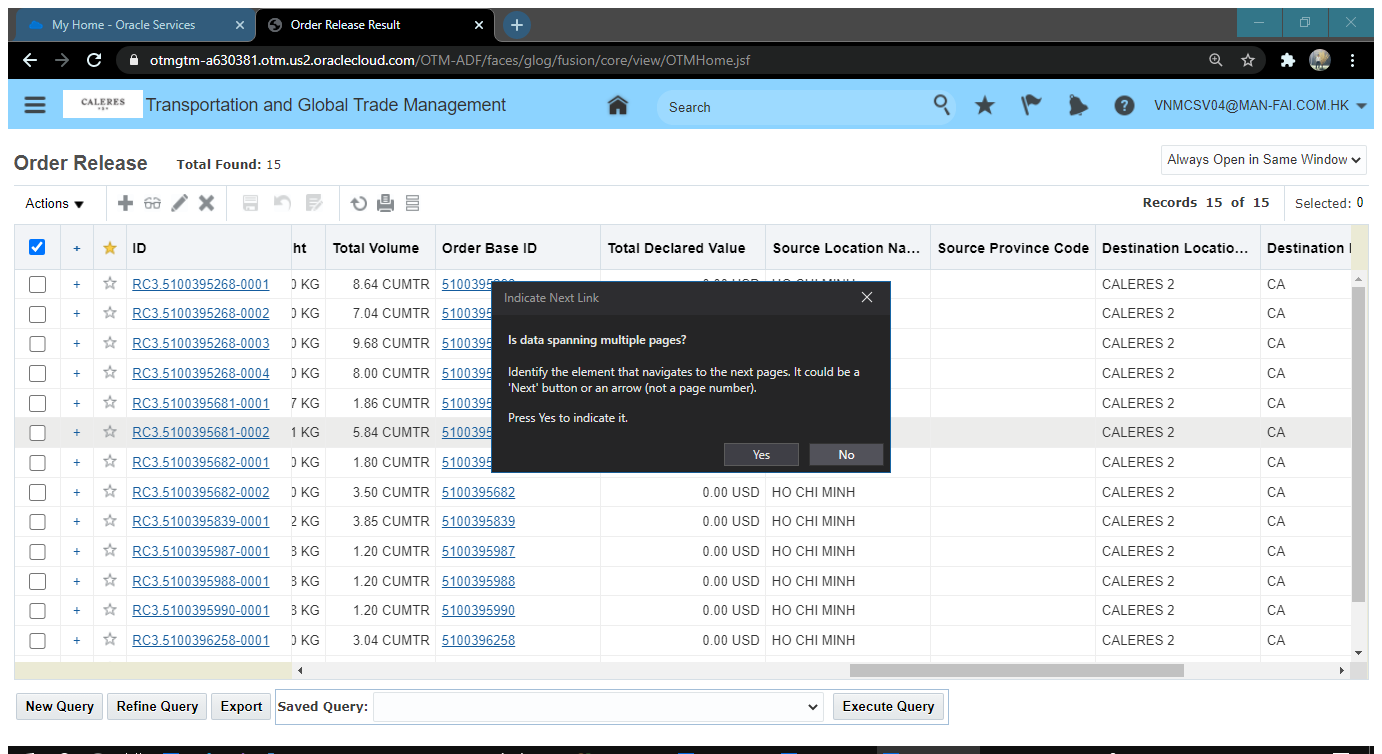 My Home - Oracle Services
Order Release Result
otmgtm-a630381.otm.us2.oraclecloud.com/OTM-ADF/faces/glog/fusion/core/view/OTMHome.jsf
CALERES Transportation and Global Trade Management Search VNMCSV04@MAN-FAI.COM.HK
Order Release Total Found: 15 Always Open in Same Window
Actions Records 15 of 15 Selected: 0
+ ID ht Total Volume Order Base ID Total Declared Value Source Location Na... Source Province Code Destination Locatio... Destination
+ RC3.5100395268-0001 0 KG 8.64 CUMTR CALERES 2 CA
+ RC3.5100395268-0002 0 KG 7.04 CUMTR 5100395 CALERES 2 CA
+ RC3.5100395268-0003 0 KG 9.68 CUMTR 5100395 CALERES 2 CA
+ RC3.5100395268-0004 0 KG 8.00 CUMTR 5100395 CALERES 2 CA
+ RC3.5100395681-0001 7 KG 1.86 CUMTR 5100395 CALERES 2 CA
+ RC3.5100395681-0002 1 KG 5.84 CUMTR 5100395 CALERES 2 CA
+ RC3.5100395682-0001 0 KG 1.80 CUMTR 5100395 CALERES 2 CA
+ RC3.5100395682-0002 0 KG 3.50 CUMTR 5100395682 0.00 USD HO CHI MINH CALERES 2 CA
+ RC3.5100395839-0001 2 KG 3.85 CUMTR 5100395839 0.00 USD HO CHI MINH CALERES 2 CA
+ RC3.5100395987-0001 8 KG 1.20 CUMTR 5100395987 0.00 USD HO CHI MINH CALERES 2 CA
+ RC3.5100395988-0001 8 KG 1.20 CUMTR 5100395988 0.00 USD HO CHI MINH CALERES 2 CA
+ RC3.5100395990-0001 8 KG 1.20 CUMTR 5100395990 0.00 USD HO CHI MINH CALERES 2 CA
+ RC3.5100396258-0001 0 KG 3.04 CUMTR 5100396258 0.00 USD HO CHI MINH CALERES 2 CA
Indicate Next Link
Is data spanning multiple pages?
Identify the element that navigates to the next pages. It could be a
'Next' button or an arrow (not a page number).
Press Yes to indicate it.
Yes No
New Query Refine Query Export Saved Query: Execute Query